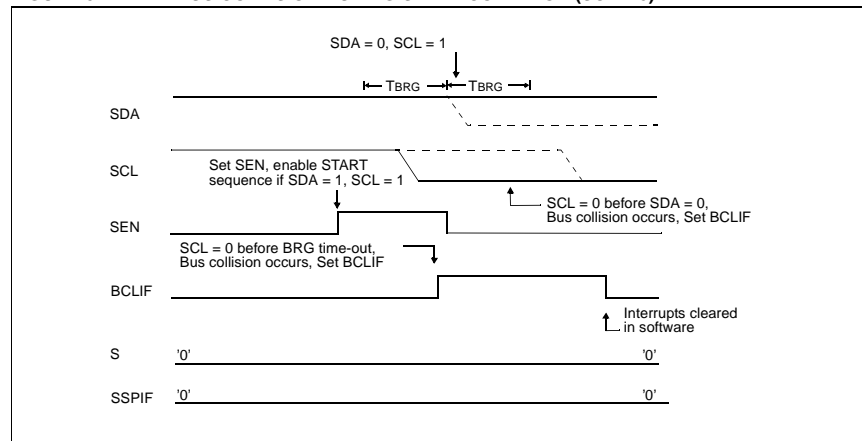 SDA = 0, SCL = 1
TBRG TBRG
SDA
SCL
Set SEN, enable START
sequence if SDA = 1, SCL = 1
SCL = 0 before SDA = 0,
Bus collision occurs, Set BCLIF
SEN
SCL = 0 before BRG time-out,
Bus collision occurs, Set BCLIF
BCLIF
Interrupts cleared
in software
S '0' '0'
SSPIF '0' '0'